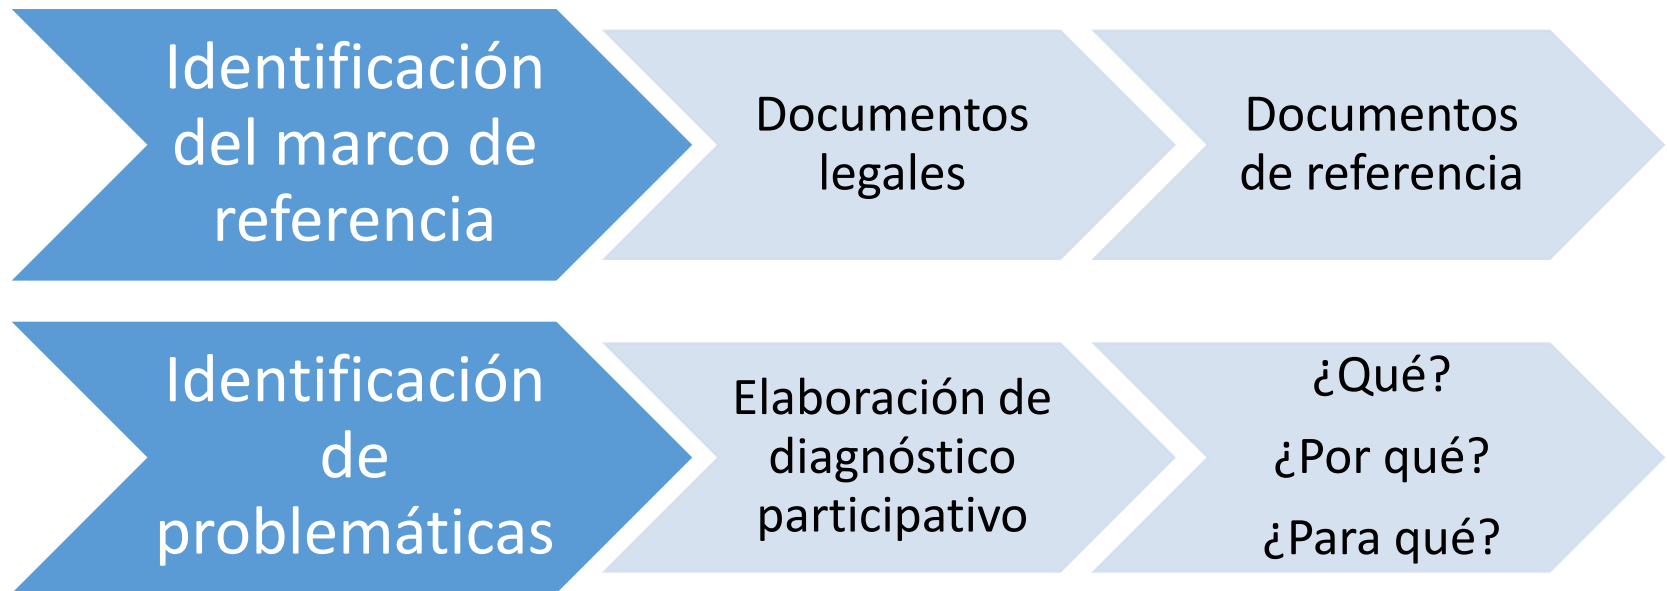 Identificación
del marco de
referencia
Documentos
legales
Documentos
de referencia
Identificación
de
problemáticas
Elaboración de
diagnóstico
participativo
¿Qué?
¿Por qué?
¿Para qué?